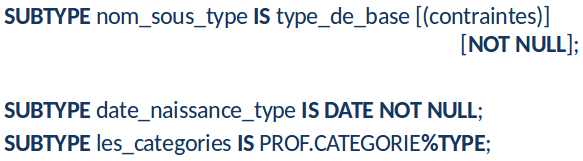 SUBTYPE nom_sous_type IS type_de_base [(contraintes)]
[NOT NULL];
SUBTYPE date_naissance_type IS DATE NOT NULL;
SUBTYPE les_categories IS PROF.CATEGORIE%TYPE;